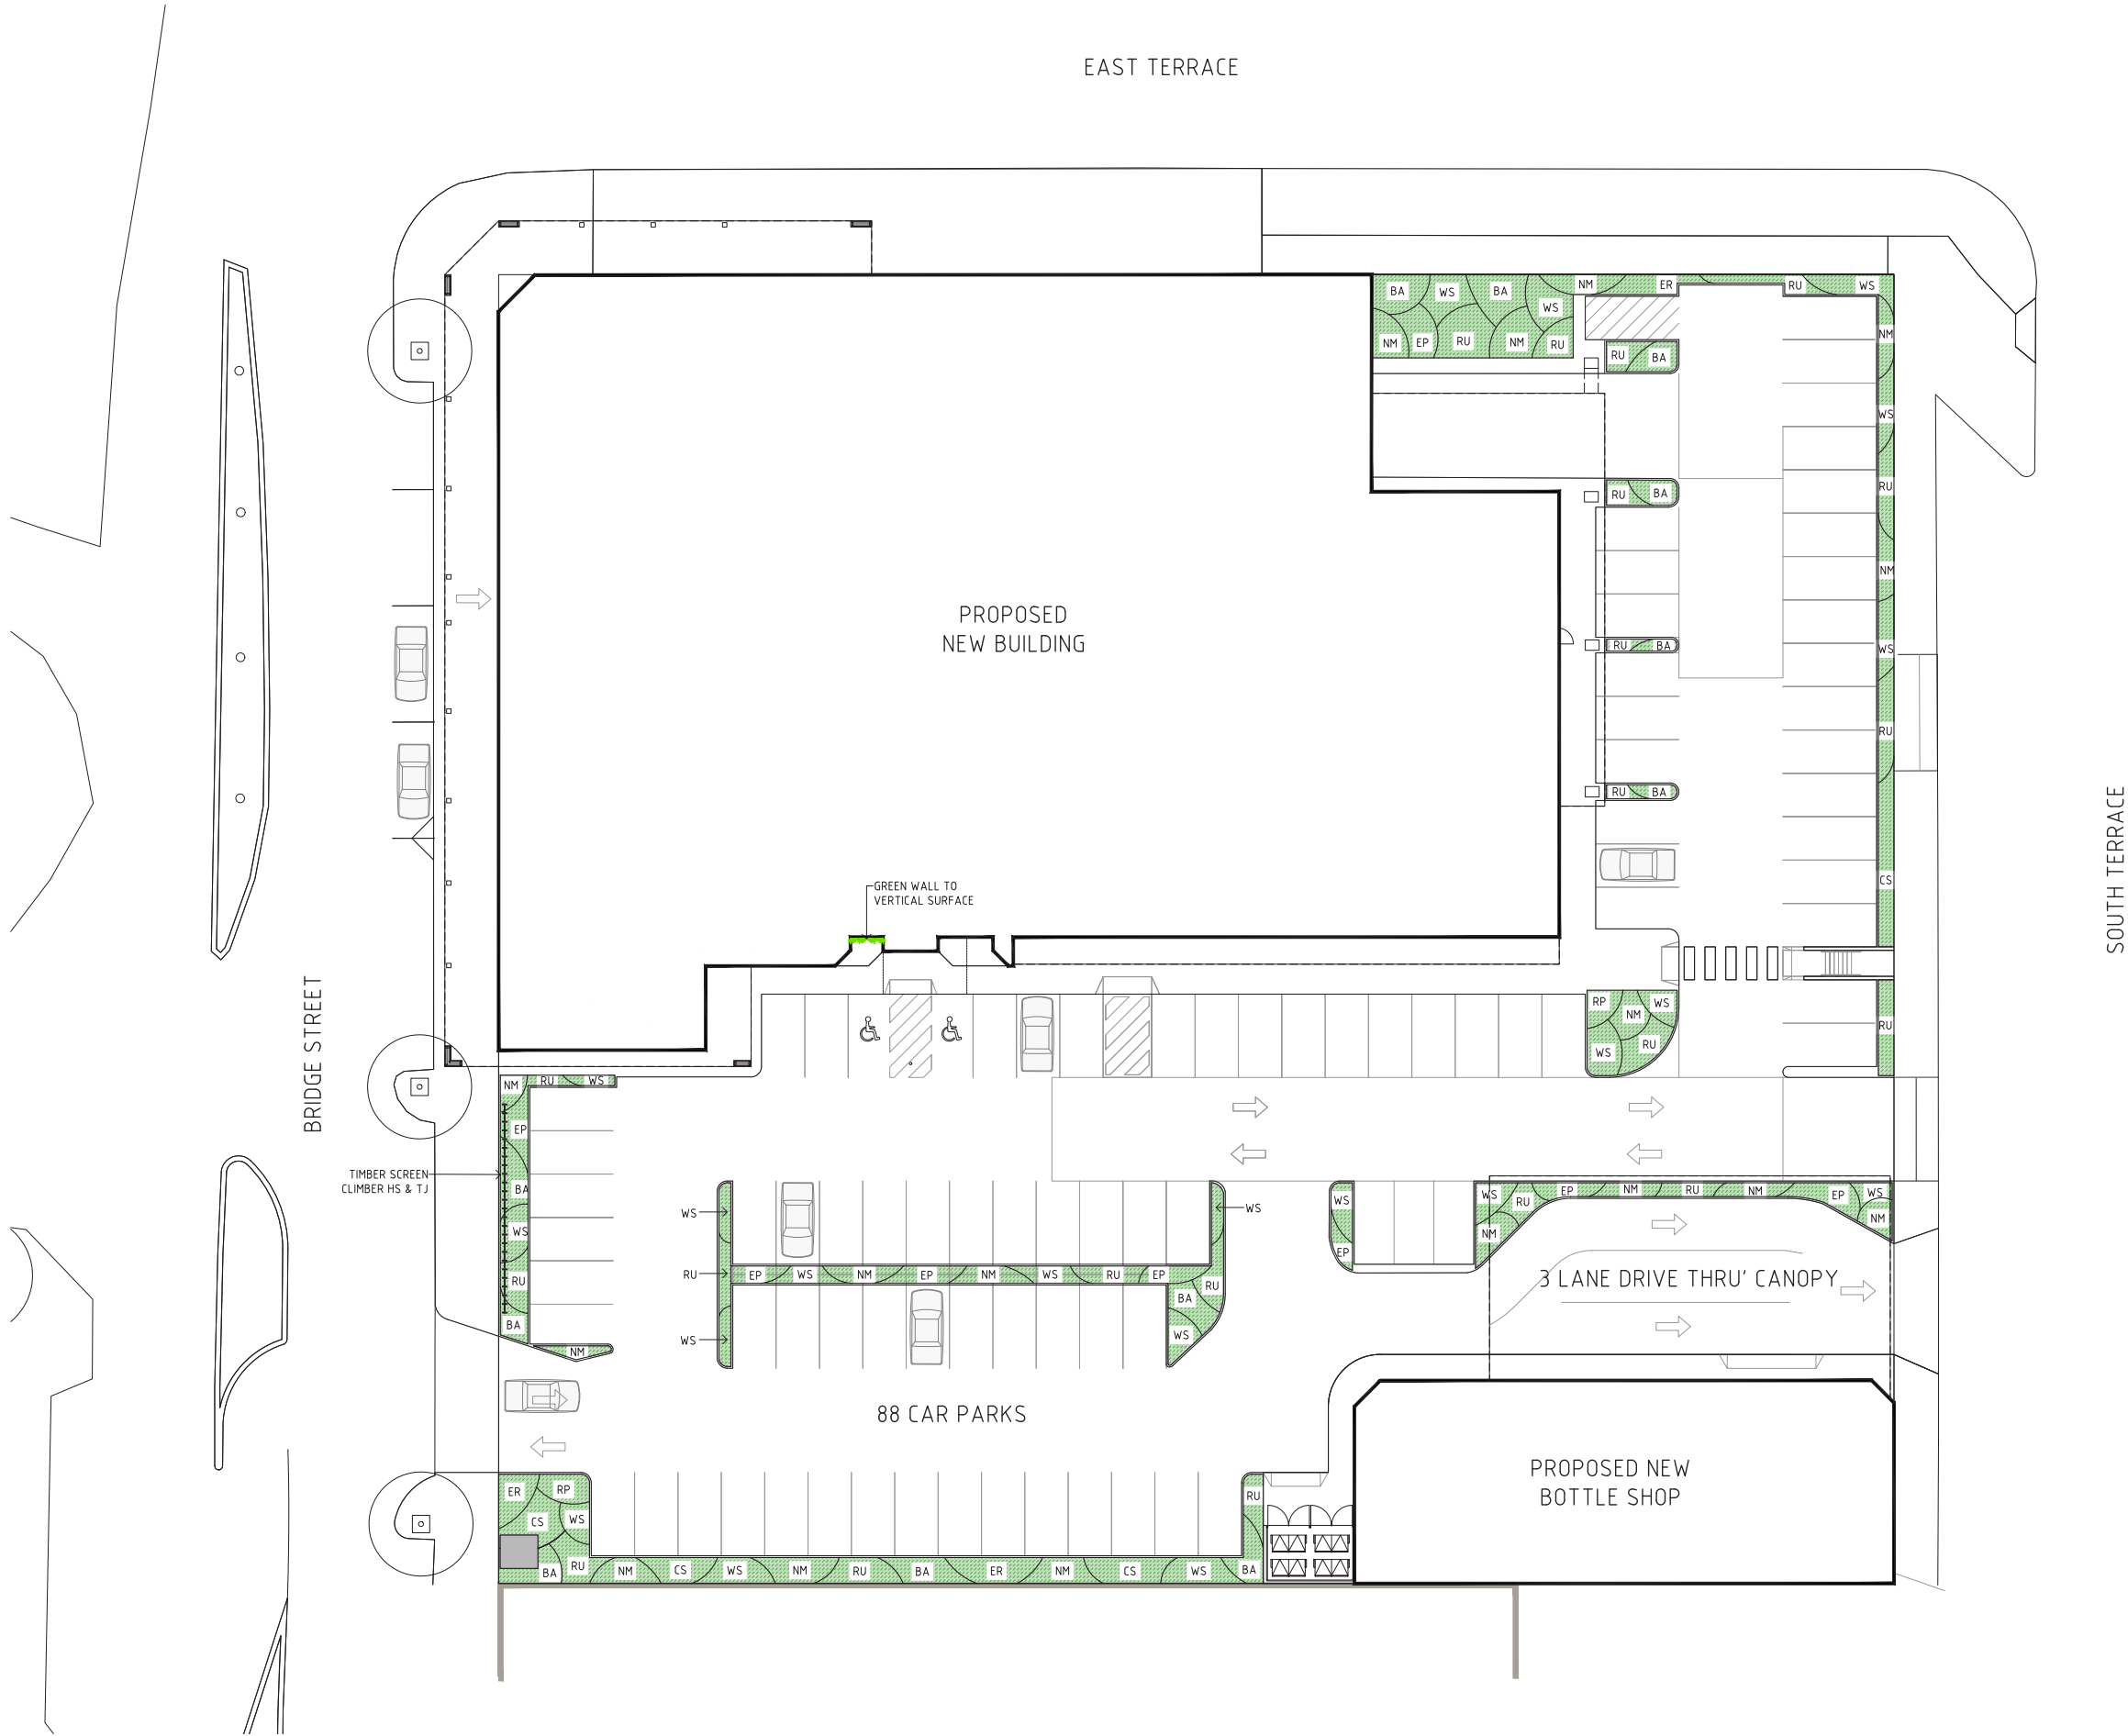 EAST TERRACE
BA WS BA WS NM ER RU WS
NM EP RU NM RU
RU BA
NM
WS
RU BA
RU
NM
PROPOSED
NEW BUILDING
RU BA
WS
RU
RU BA
CS
GREEN WALL TO
VERTICAL SURFACE
SOUTH TERRACE
BRIDGE STREET
RP WS
NM
WS RU
RU
NM RU WS
EP
TIMBER SCREEN
CLIMBER HS & TJ
BA
WS
RU
BA
NM
WS
RU
WS
WS
EP WS NM EP NM WS RU EP
RU
BA
WS
WS
EP
WS RU EP NM RU NM EP WS
NM
NM
3 LANE DRIVE THRU' CANOPY
88 CAR PARKS
PROPOSED NEW
BOTTLE SHOP
ER RP
CS WS
RU
BA RU NM CS WS NM RU BA ER NM CS WS BA